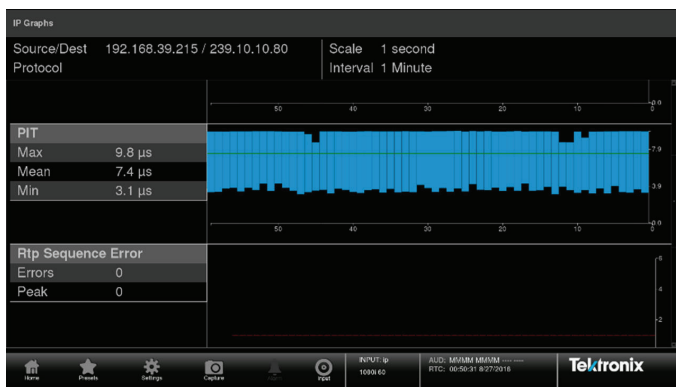 IP Graphs
Source/Dest 192.168.39.215 / 239.10.10.80
Protocol
Scale 1 second
Interval 1 Minute
50 40 30 20 10 0
0.0
PIT
Max 9.8 µs
Mean 7.4 µs
Min 3.1 µs
7.9
3.9
0.0
50 40 30 20 10 0
Rtp Sequence Error
Errors 0
Peak 0
6
4
2
Home
Presets
Settings
Capture
Input
INPUT: ip
1080i 60
AUD: MMMM MMMM ---- ----
RTC: 00:50:31 8/27/2016
Tektronix